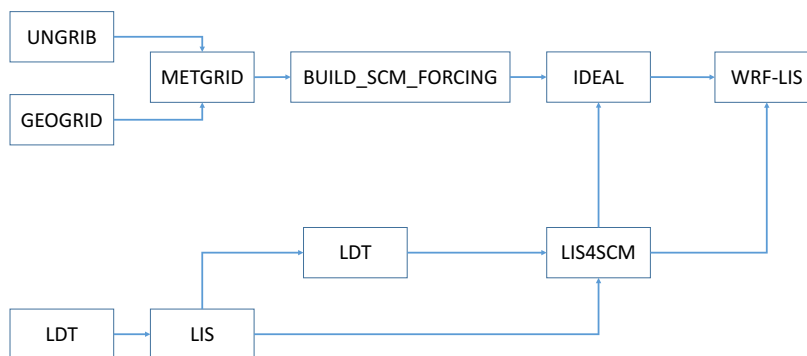 UNGRIB
METGRID
BUILD_SCM_FORCING
IDEAL
WRF-LIS
GEOGRID
LDT
LIS4SCM
LDT
LIS